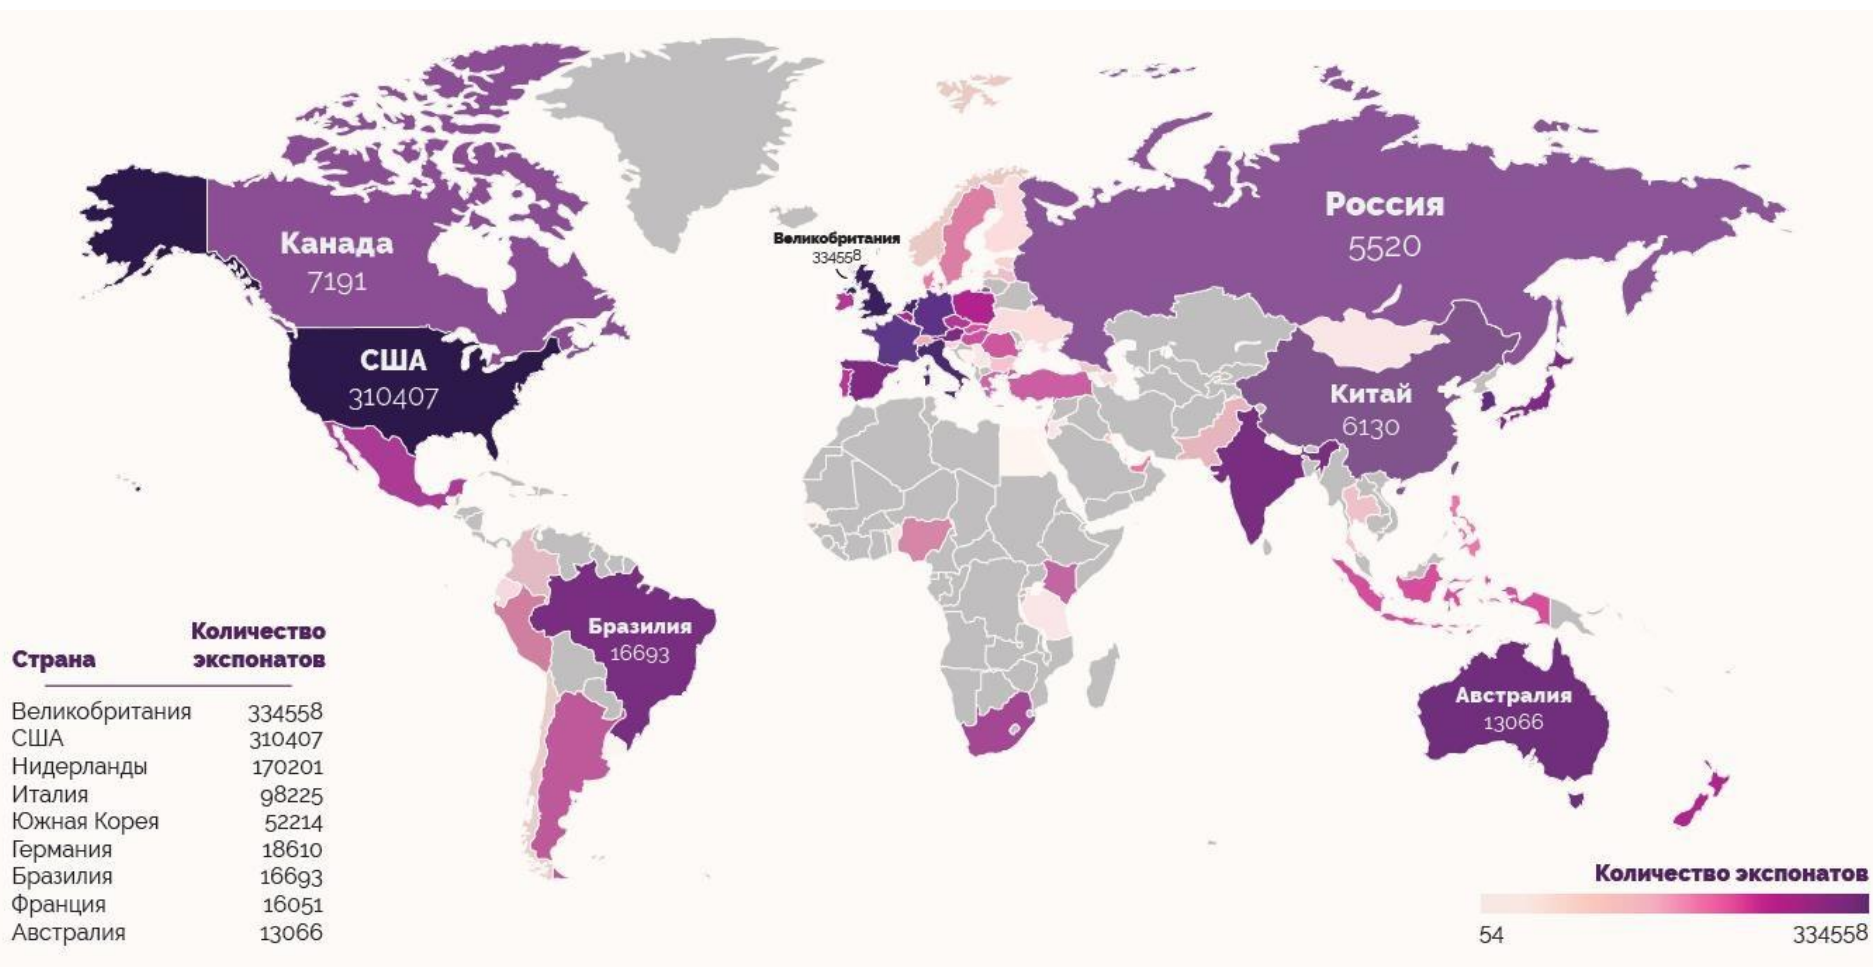 Канада
7191
США
310407
Великобритания
334558
Россия
5520
Китай
6130
Бразилия
16693
Австралия
13066
Страна Количество экспонатов
Великобритания 334558
США 310407
Нидерланды 170201
Италия 98225
Южная Корея 52214
Германия 18610
Бразилия 16693
Франция 16051
Австралия 13066
Количество экспонатов
54 334558